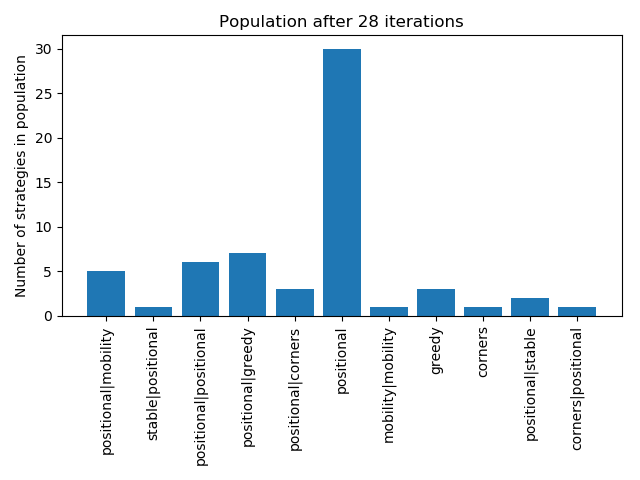 Population after 28 iterations
Number of strategies in population
30
25
20
15
10
5
0
positional|mobility
stable|positional
positional|positional
positional|greedy
positional|corners
positional
mobility|mobility
greedy
corners
positional|stable
corners|positional